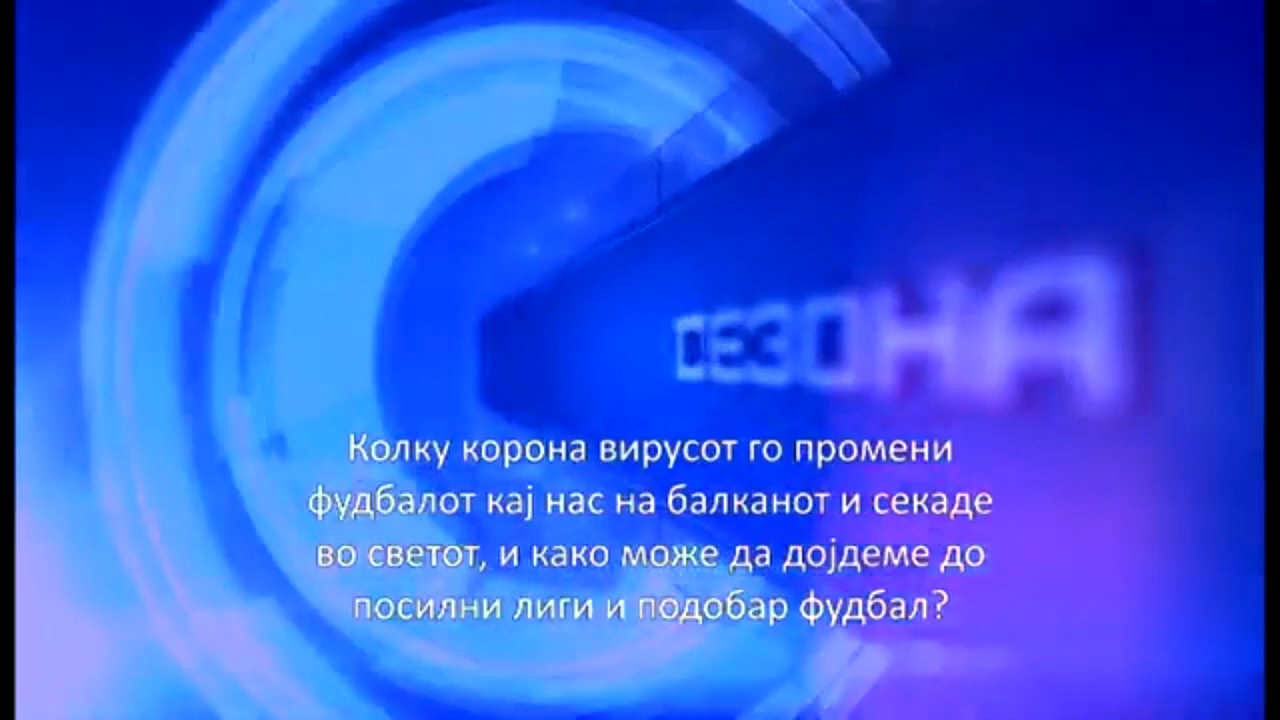 СЕЗОНА
Колку корона вирусот го промени
фудбалот кај нас на балканот и секаде
во светот, и како може да дојдеме до
посилни лиги и подобар фудбал?